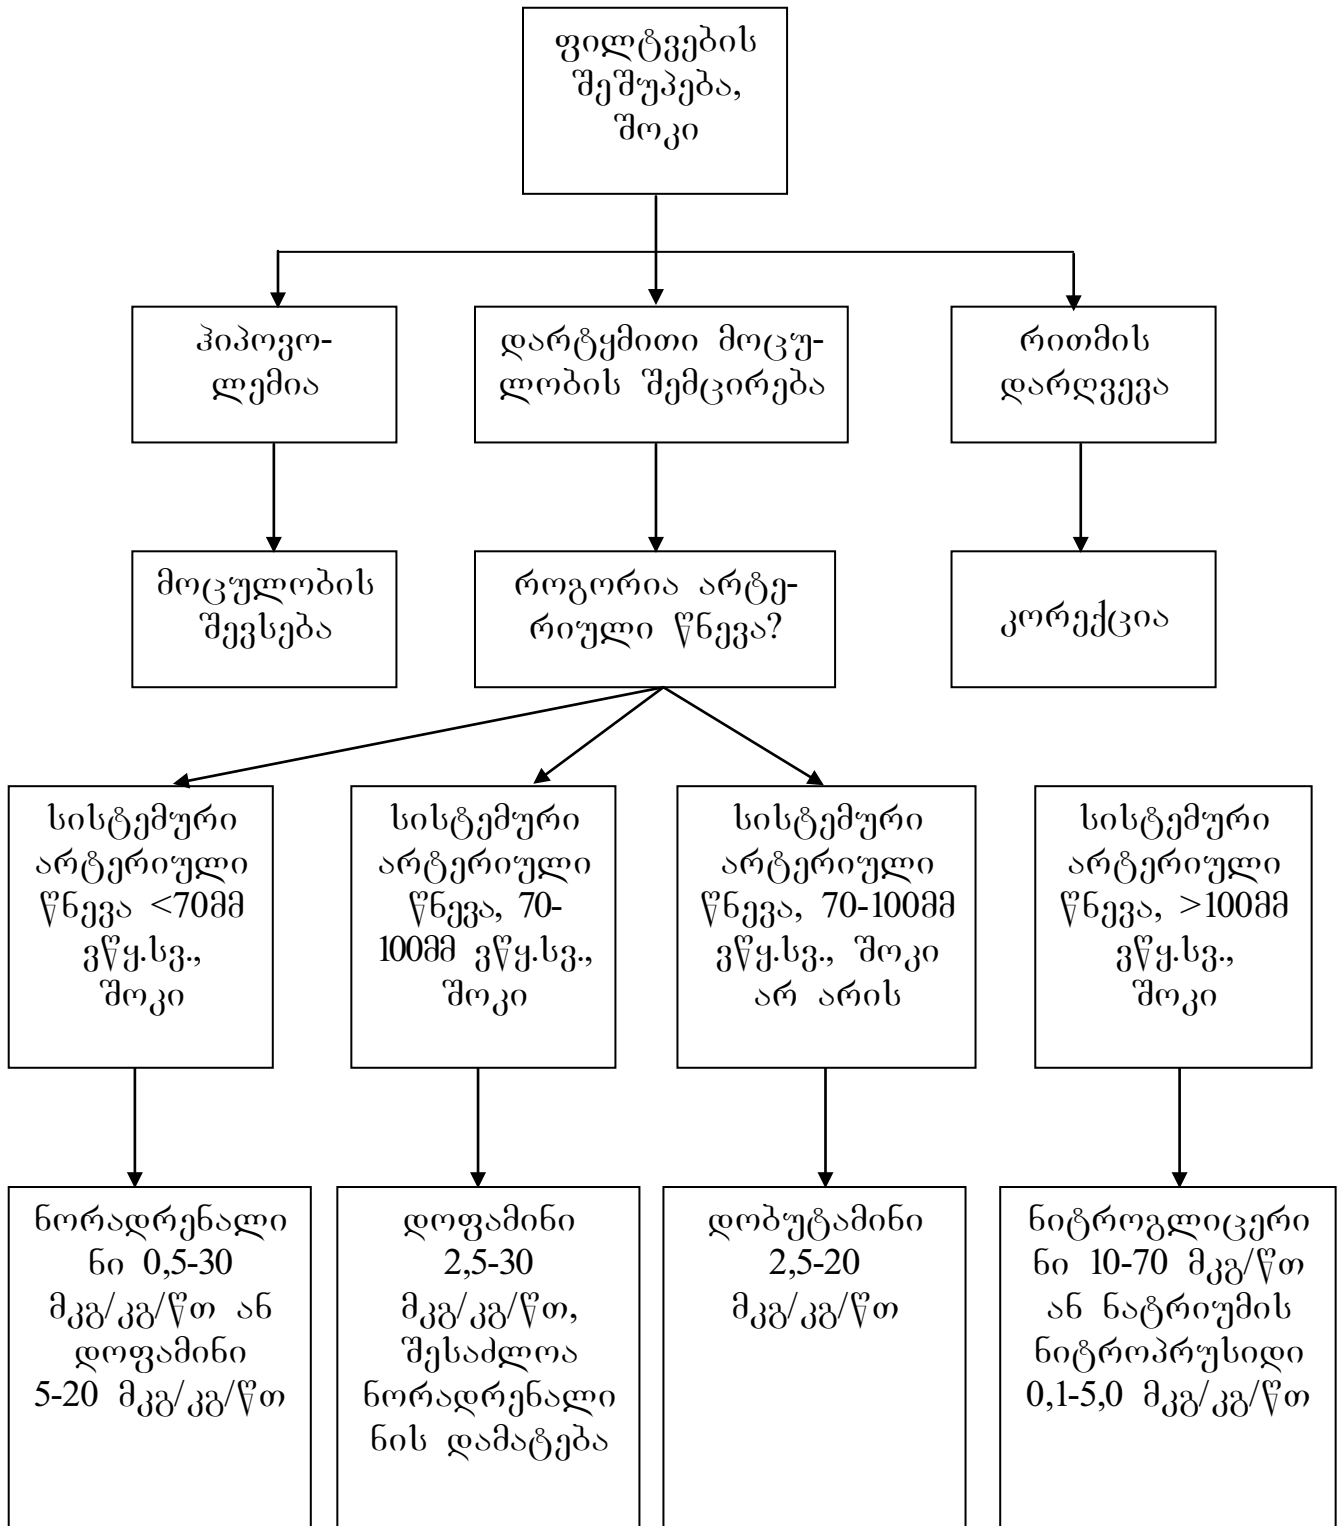 ფილტვების
შეშუპება,
შოკი
ჰიპოვო-
ლემია
დარტყმითი მოცუ-
ლობის შემცირება
რითმის
დარღვევა
მოცულობის
შევსება
როგორია არტე-
რიული წნევა?
კორექცია
სისტემური
არტერიული
წნევა <70მმ
ვწყ.სვ.,
შოკი
სისტემური
არტერიული
წნევა, 70-
100მმ ვწყ.სვ.,
შოკი
სისტემური
არტერიული
წნევა, 70-100მმ
ვწყ.სვ., შოკი
არ არის
სისტემური
არტერიული
წნევა, >100მმ
ვწყ.სვ.,
შოკი
ნორადრენალი
ნი 0,5-30
მკგ/კგ/წთ ან
დოფამინი
5-20 მკგ/კგ/წთ
დოფამინი
2,5-30
მკგ/კგ/წთ,
შესაძლოა
ნორადრენალი
ნის დამატება
დობუტამინი
2,5-20
მკგ/კგ/წთ
ნიტროგლიცერი
ნი 10-70 მკგ/წთ
ან ნატრიუმის
ნიტროპრუსიდი
0,1-5,0 მკგ/კგ/წთ